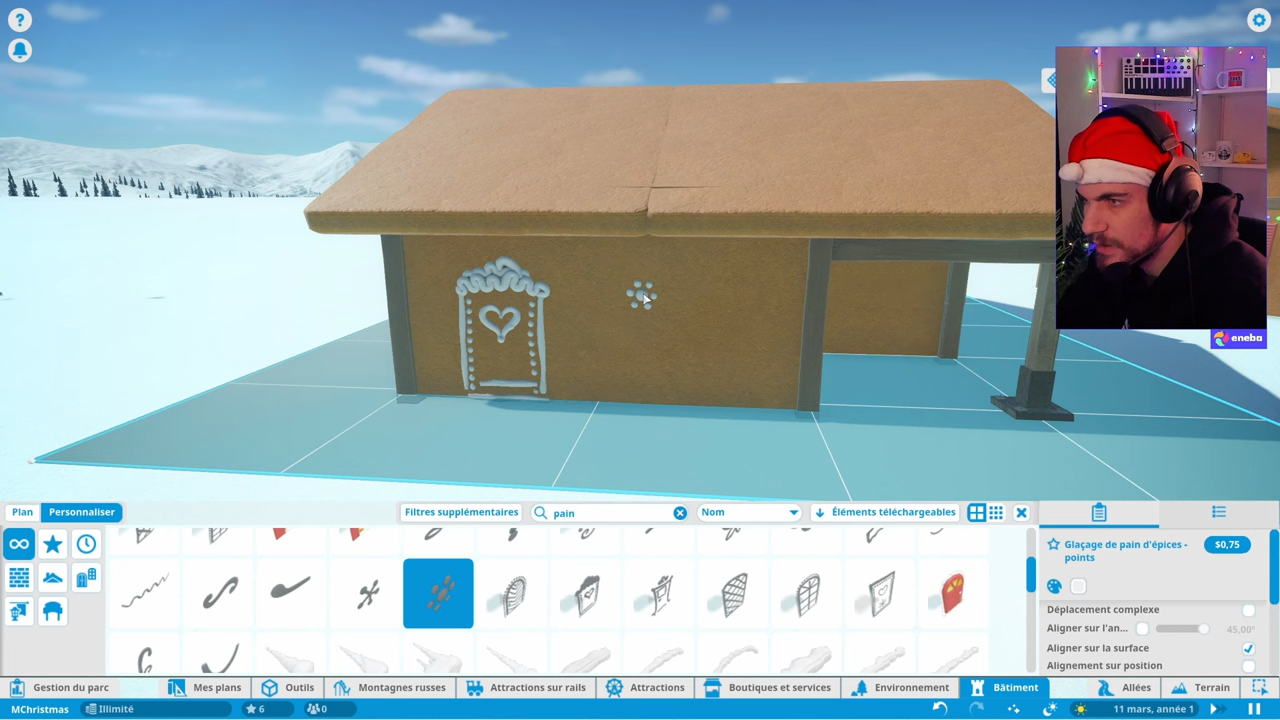 ?
eneba
Plan
Personnaliser
Filtres supplémentaires
pain
Nom
Éléments téléchargeables
Glaçage de pain d'épices - points
$0,75
Déplacement complexe
Aligner sur l'an...
45,00°
Aligner sur la surface
Alignement sur position
Gestion du parc
Mes plans
Outils
Montagnes russes
Attractions sur rails
Attractions
Boutiques et services
Environnement
Bâtiment
Allées
Terrain
MChristmas
Illimité
6
0
11 mars, année 1